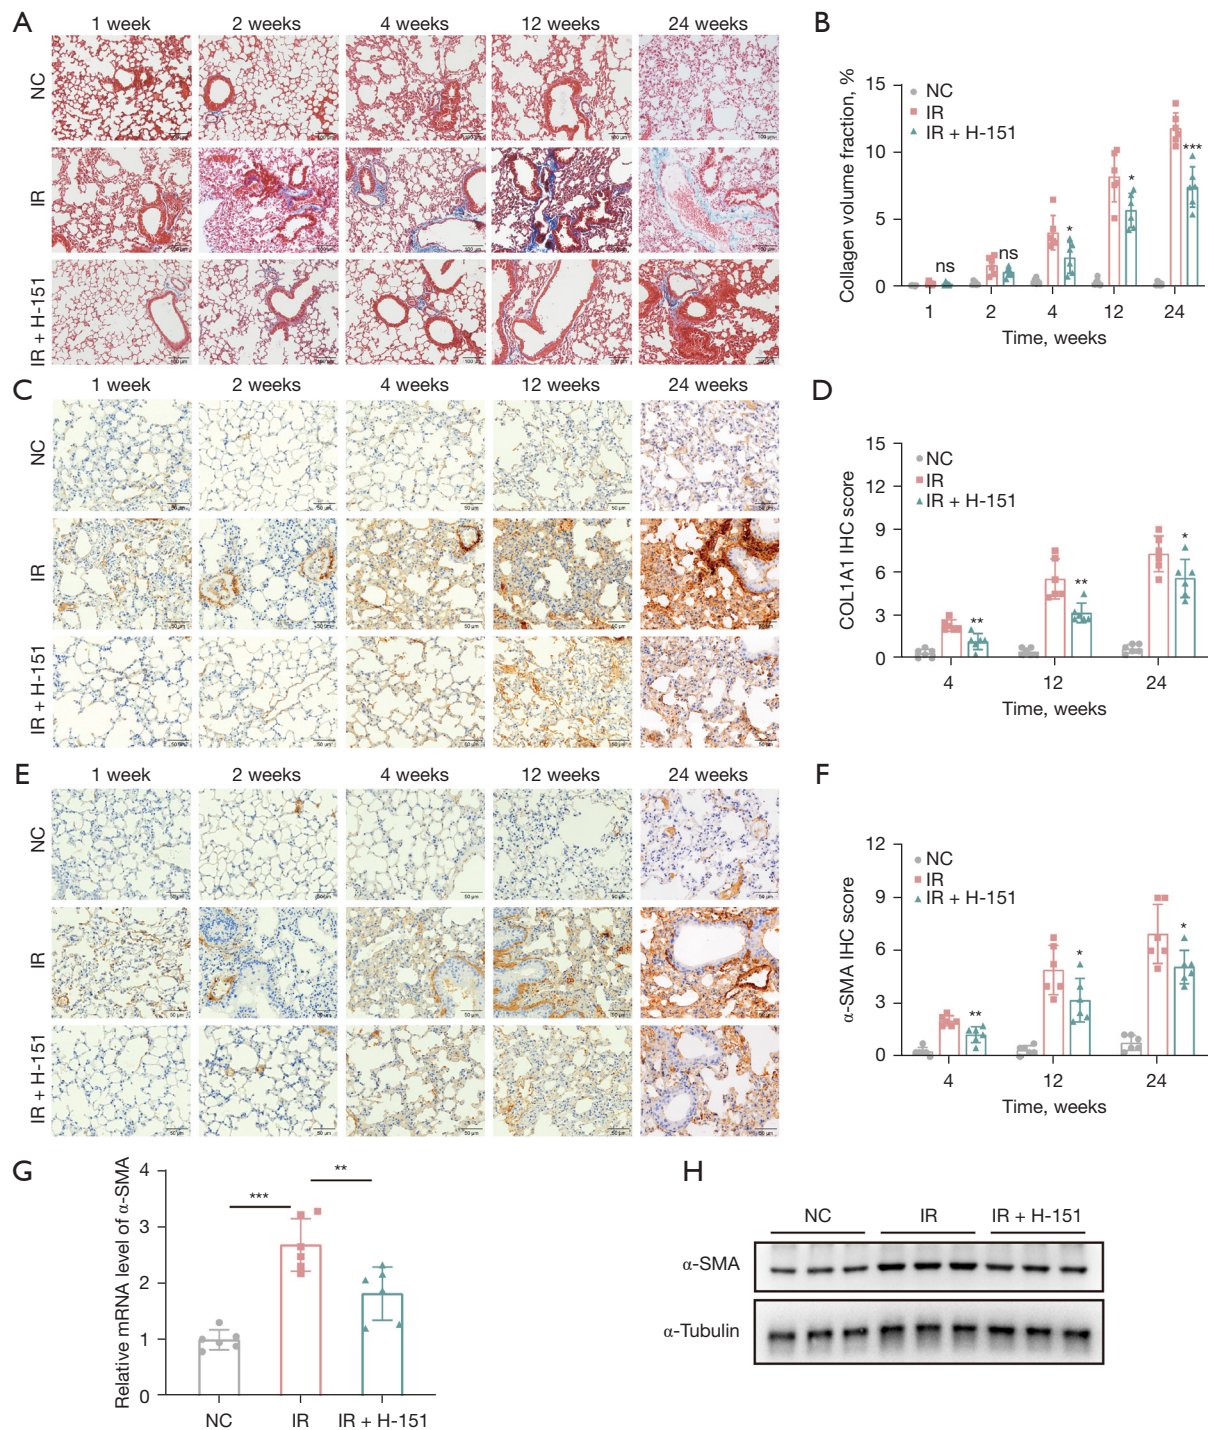 A
1 week 2 weeks 4 weeks 12 weeks 24 weeks
NC
IR
IR + H-151
B
Collagen volume fraction, %
15
10
5
0
NC
IR
IR + H-151
ns
ns
*
*
***
1 2 4 12 24
Time, weeks
C
1 week 2 weeks 4 weeks 12 weeks 24 weeks
NC
IR
IR + H-151
D
COL1A1 IHC score
15
12
9
6
3
0
NC
IR
IR + H-151
**
**
*
4 12 24
Time, weeks
E
1 week 2 weeks 4 weeks 12 weeks 24 weeks
NC
IR
IR + H-151
F
α-SMA IHC score
12
9
6
3
0
NC
IR
IR + H-151
**
*
*
4 12 24
Time, weeks
G
Relative mRNA level of α-SMA
4
3
2
1
0
***
**
NC IR IR + H-151
H
NC IR IR + H-151
α-SMA
α-Tubulin